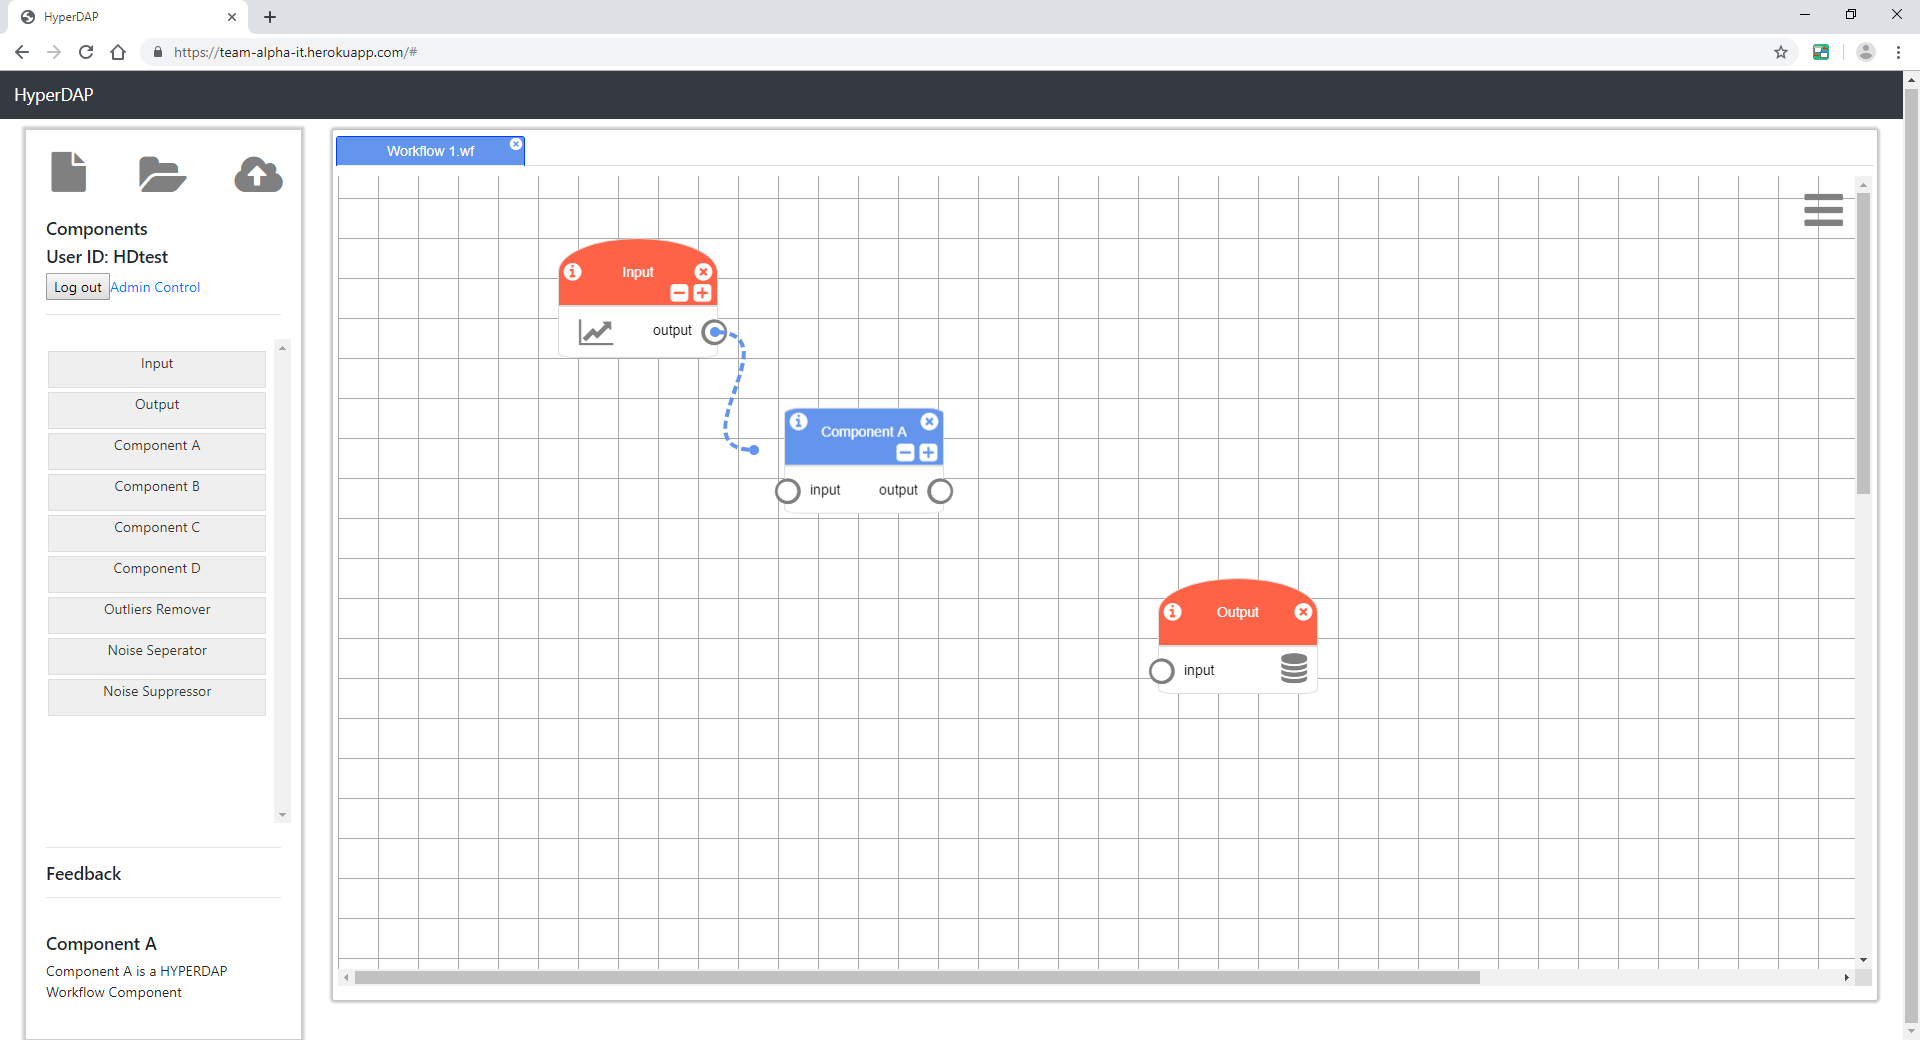 HyperDAP
https://team-alpha-it.herokuapp.com/#
HyperDAP
Components
User ID: HDtest
Log out Admin Control
Input
Output
Component A
Component B
Component C
Component D
Outliers Remover
Noise Seperator
Noise Suppressor
Feedback
Component A
Component A is a HYPERDAP
Workflow Component
Workflow 1.wf
Input
output
Component A
input output
Output
input